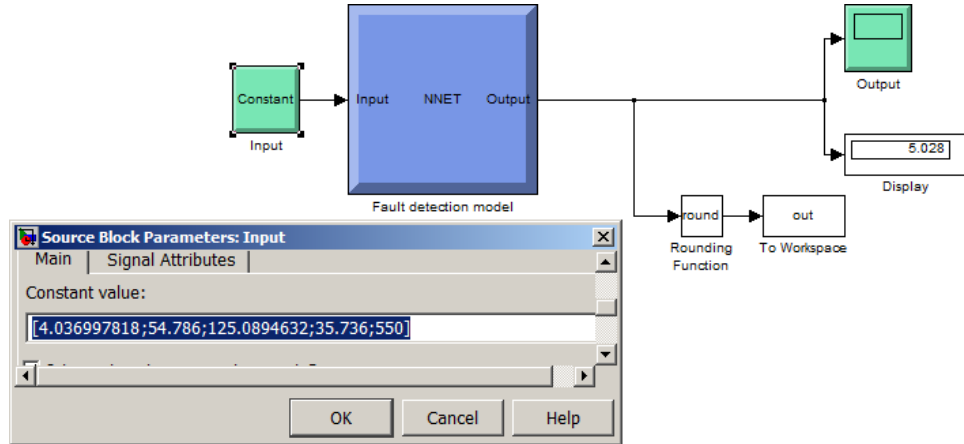 Constant
Input
Input NNET Output
Fault detection model
Output
5.028
Display
round
Rounding
Function
out
To Workspace
Source Block Parameters: Input
Main
Signal Attributes
Constant value:
[4.036997818;54.786;125.0894632;35.736;550]
OK
Cancel
Help